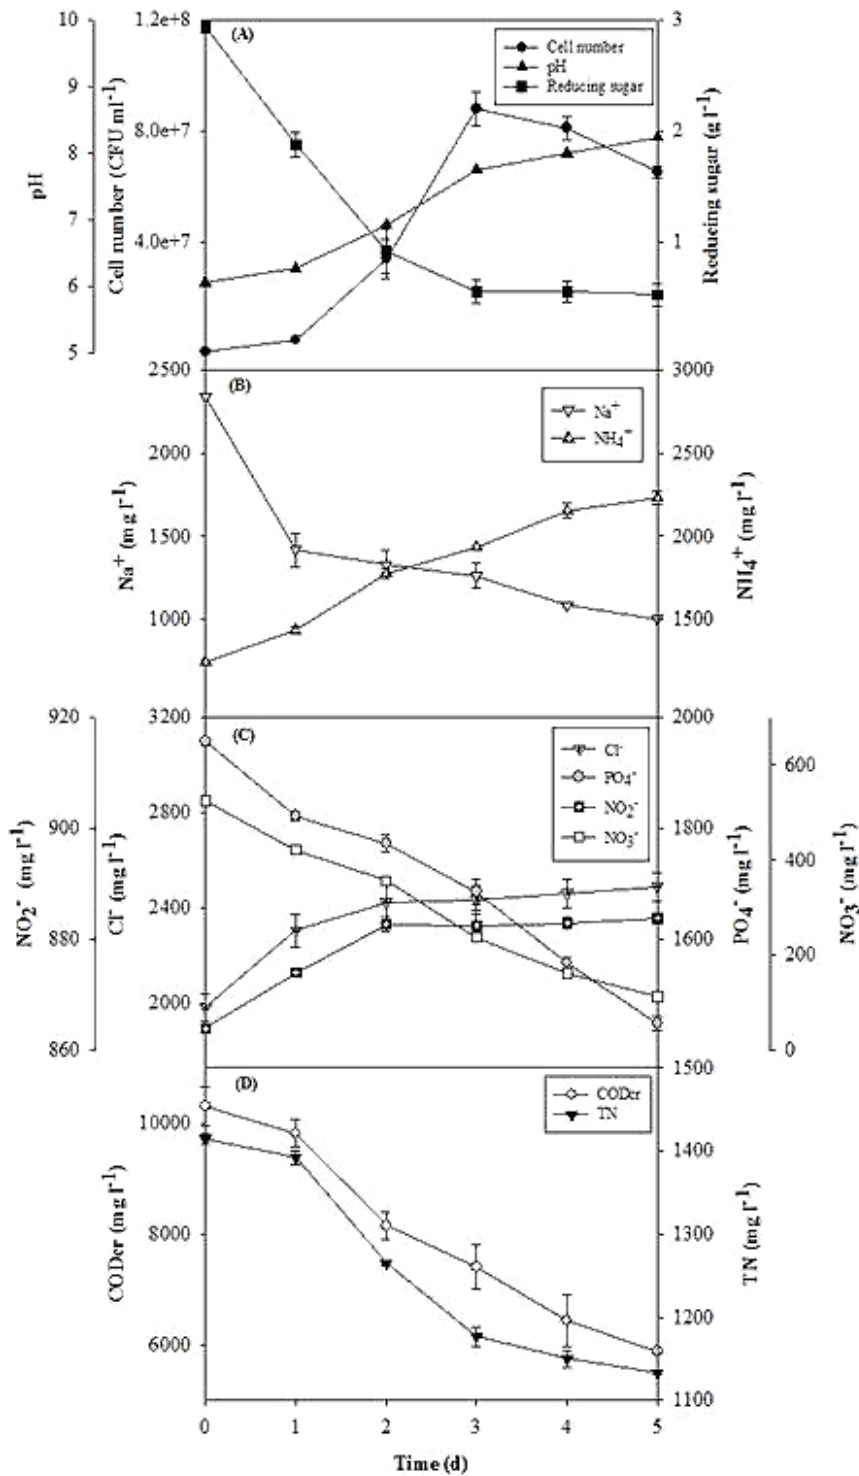 (A)
10
9
8
7
6
5
pH
1.2e+8
8.0e+7
4.0e+7
Cell number (CFU ml⁻¹)
Cell number
pH
Reducing sugar
3
2
1
Reducing sugar (g l⁻¹)
(B)
2500
2000
1500
1000
Na⁺ (mg l⁻¹)
Na⁺
NH₄⁺
3000
2500
2000
1500
NH₄⁺ (mg l⁻¹)
(C)
920
900
880
860
NO₂⁻ (mg l⁻¹)
3200
2800
2400
2000
Cl⁻ (mg l⁻¹)
Cl⁻
PO₄⁻
NO₂⁻
NO₃⁻
2000
1800
1600
PO₄⁻ (mg l⁻¹)
600
400
200
0
NO₃⁻ (mg l⁻¹)
(D)
10000
8000
6000
CODcr (mg l⁻¹)
CODcr
TN
1500
1400
1300
1200
1100
TN (mg l⁻¹)
0 1 2 3 4 5
Time (d)